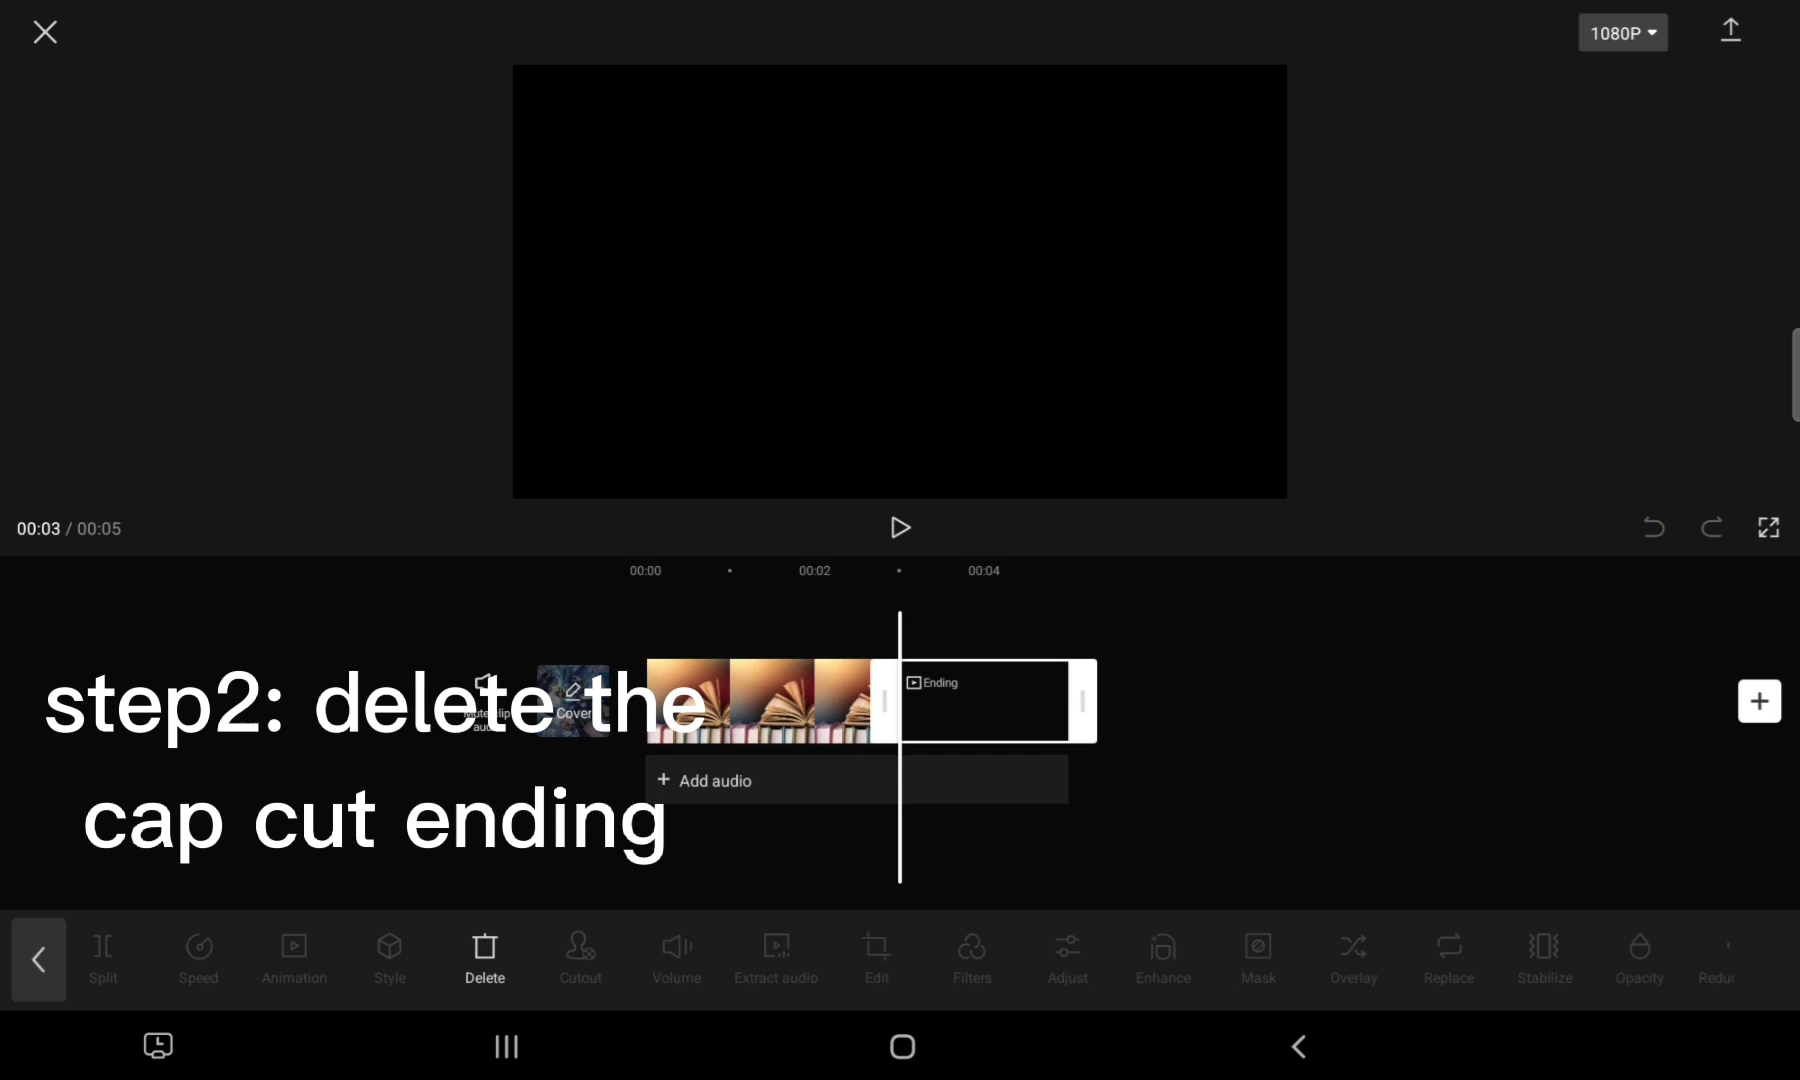 1080P
00:03 / 00:05
00:00
00:02
00:04
step2: delete the
Mute clip
Cover
Ending
+ Add audio
cap cut ending
Split
Speed
Animation
Style
Delete
Cutout
Volume
Extract audio
Edit
Filters
Adjust
Enhance
Mask
Overlay
Replace
Stabilize
Opacity